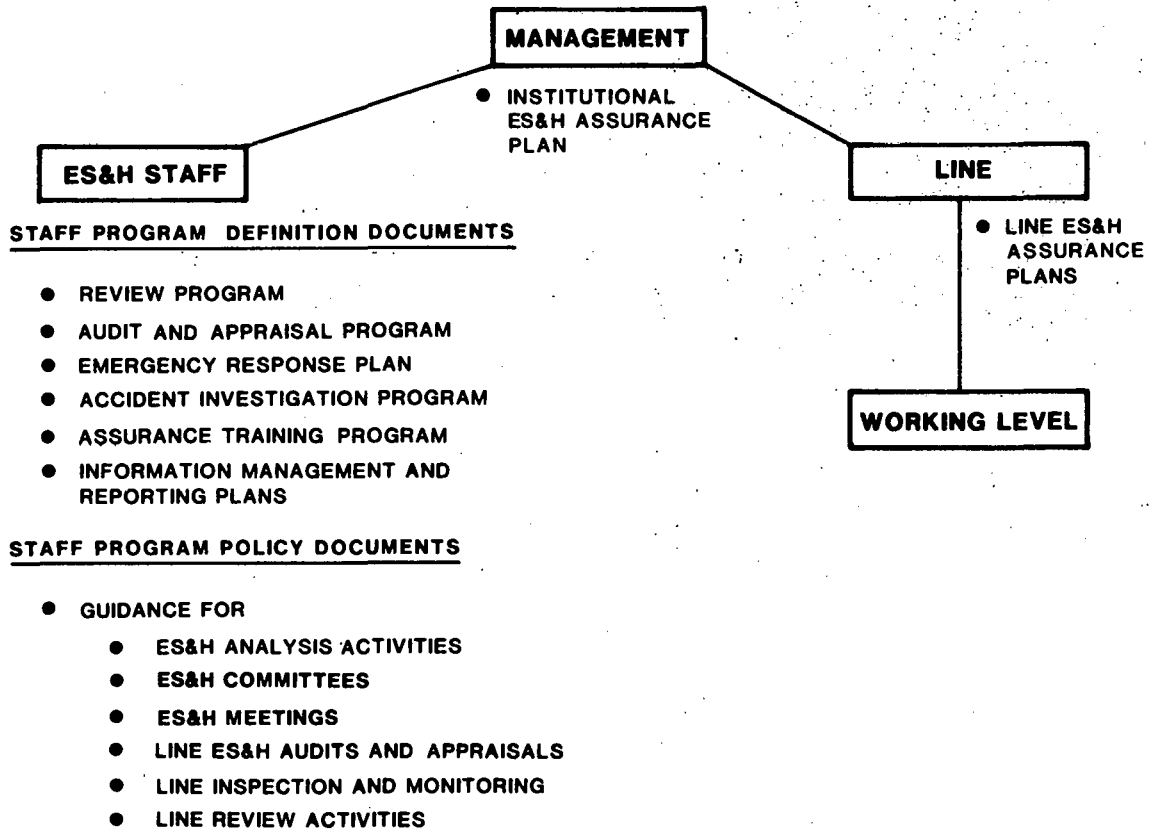 MANAGEMENT
● INSTITUTIONAL
ES&H ASSURANCE
PLAN
ES&H STAFF
LINE
● LINE ES&H
ASSURANCE
PLANS
WORKING LEVEL
STAFF PROGRAM DEFINITION DOCUMENTS
● REVIEW PROGRAM
● AUDIT AND APPRAISAL PROGRAM
● EMERGENCY RESPONSE PLAN
● ACCIDENT INVESTIGATION PROGRAM
● ASSURANCE TRAINING PROGRAM
● INFORMATION MANAGEMENT AND
REPORTING PLANS
STAFF PROGRAM POLICY DOCUMENTS
● GUIDANCE FOR
● ES&H ANALYSIS ACTIVITIES
● ES&H COMMITTEES
● ES&H MEETINGS
● LINE ES&H AUDITS AND APPRAISALS
● LINE INSPECTION AND MONITORING
● LINE REVIEW ACTIVITIES